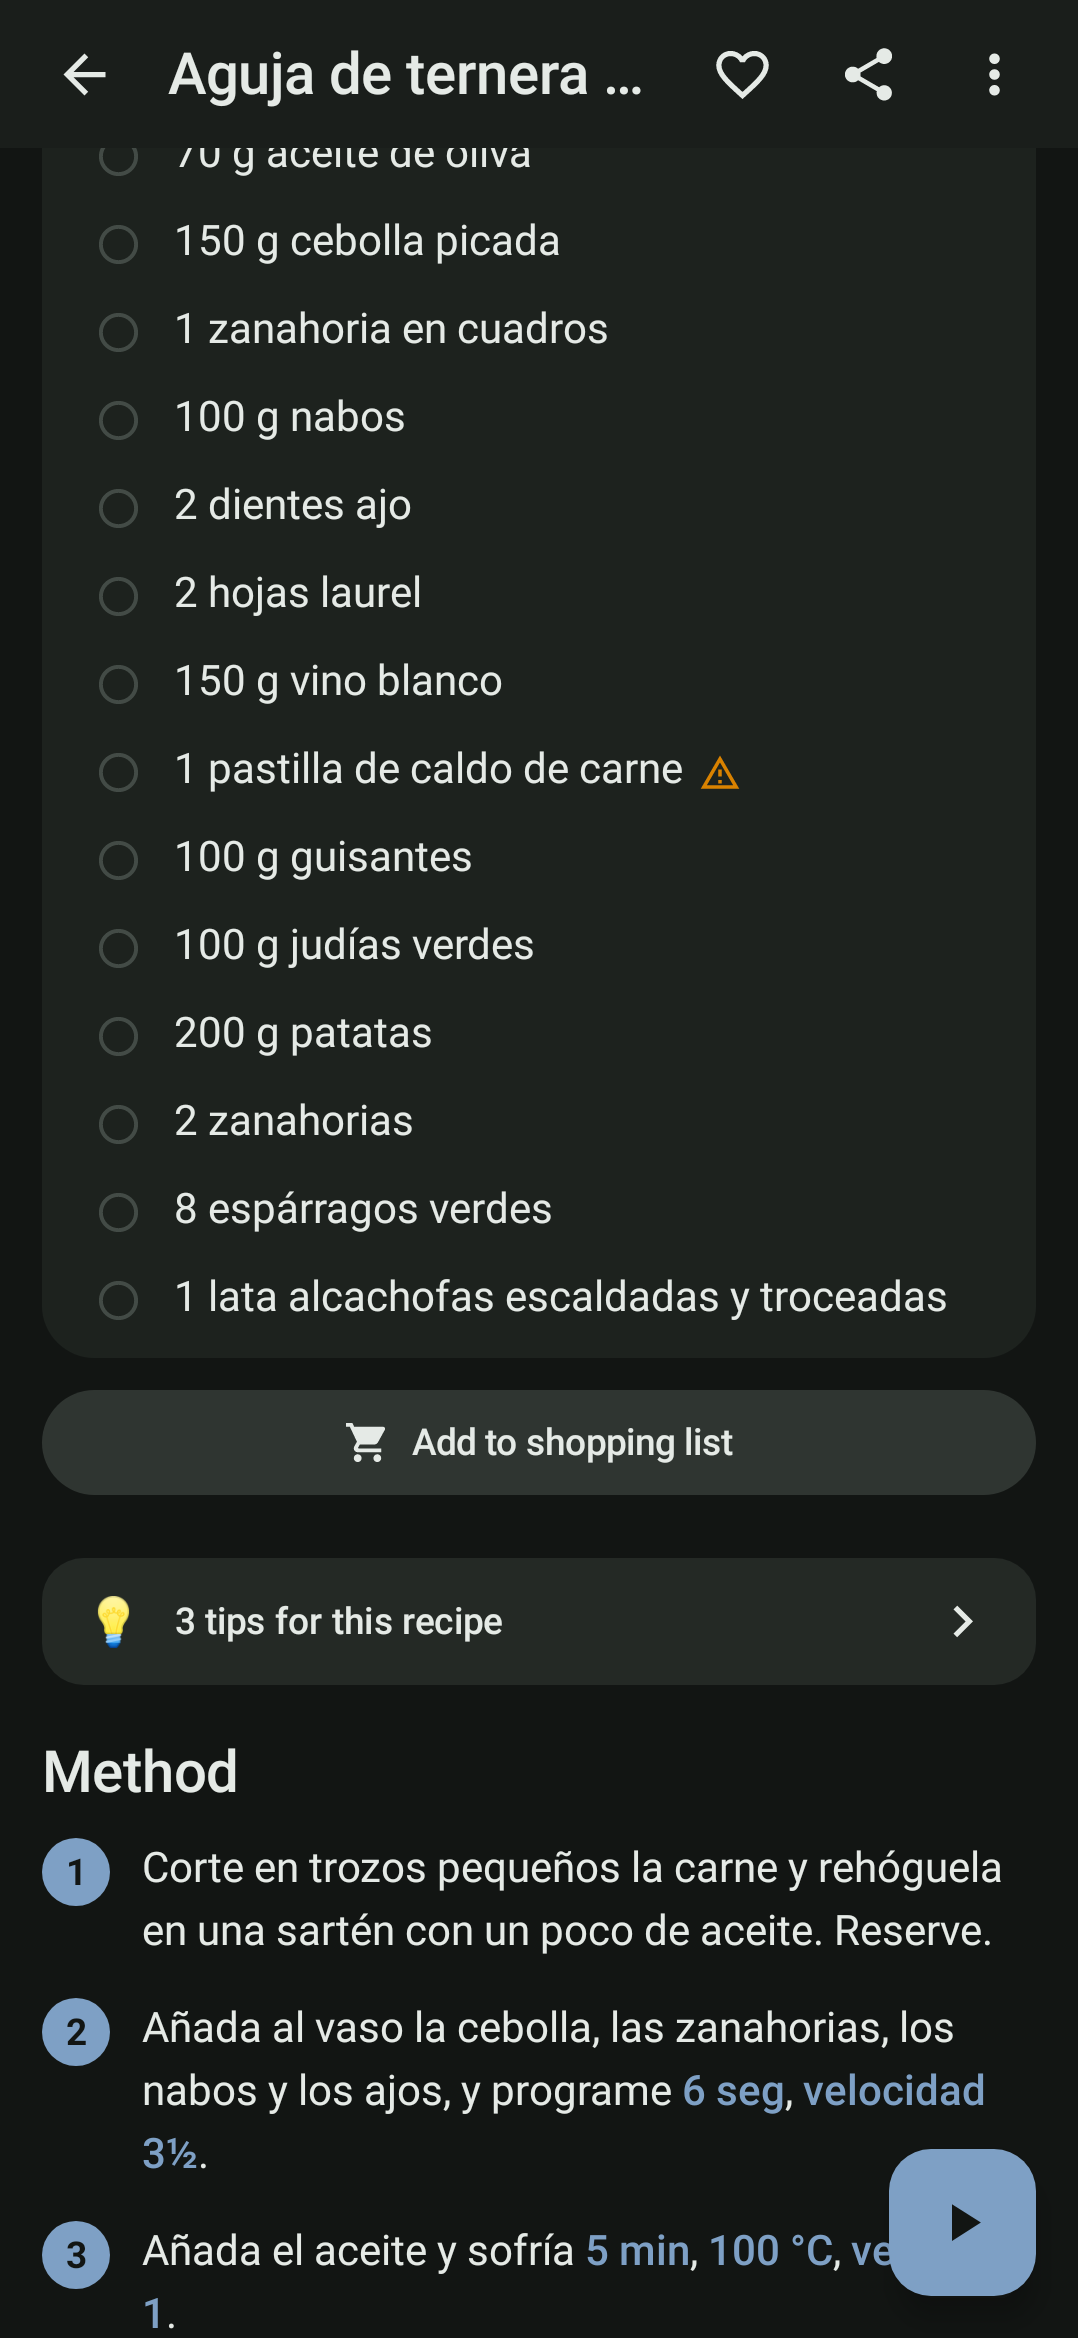 Aguja de ternera ...
70 g aceite de oliva
150 g cebolla picada
1 zanahoria en cuadros
100 g nabos
2 dientes ajo
2 hojas laurel
150 g vino blanco
1 pastilla de caldo de carne
100 g guisantes
100 g judías verdes
200 g patatas
2 zanahorias
8 espárragos verdes
1 lata alcachofas escaldadas y troceadas
Add to shopping list
3 tips for this recipe
Method
1 Corte en trozos pequeños la carne y rehóguela
en una sartén con un poco de aceite. Reserve.
2 Añada al vaso la cebolla, las zanahorias, los
nabos y los ajos, y programe 6 seg, velocidad
3½.
3 Añada el aceite y sofría 5 min, 100 °C, ve
1.